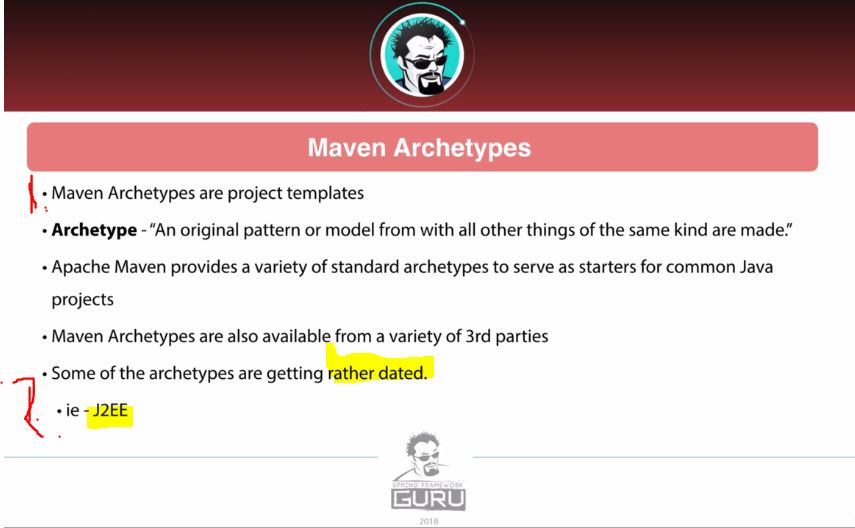 Maven Archetypes
• Maven Archetypes are project templates
• Archetype - “An original pattern or model from with all other things of the same kind are made.”
• Apache Maven provides a variety of standard archetypes to serve as starters for common Java
projects
• Maven Archetypes are also available from a variety of 3rd parties
• Some of the archetypes are getting rather dated.
• ie - J2EE
SPRING FRAMEWORK
GURU
2018